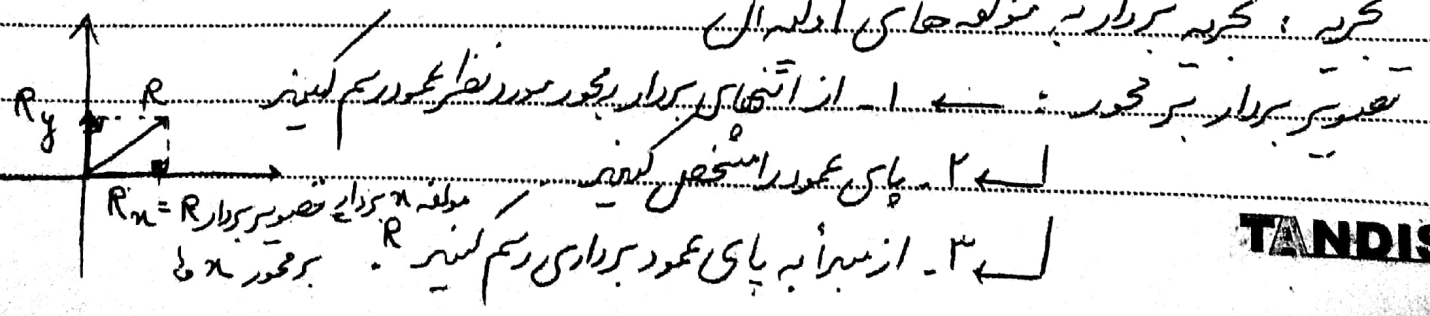 تجزیه : تجزیه بردار به مولفه های ایده ال
تصویر بردار بر محور : ← ۱ - از انتهای بردار بر محور مورد نظر عمود رسم کنید
۲ - پای عمود را مشخص کنید
۳ - از مبدأ به پای عمود برداری رسم کنید
R
Ry
Rx = مولفه x بردار R تصویر بردار R
بر محور x ها
TANDIS